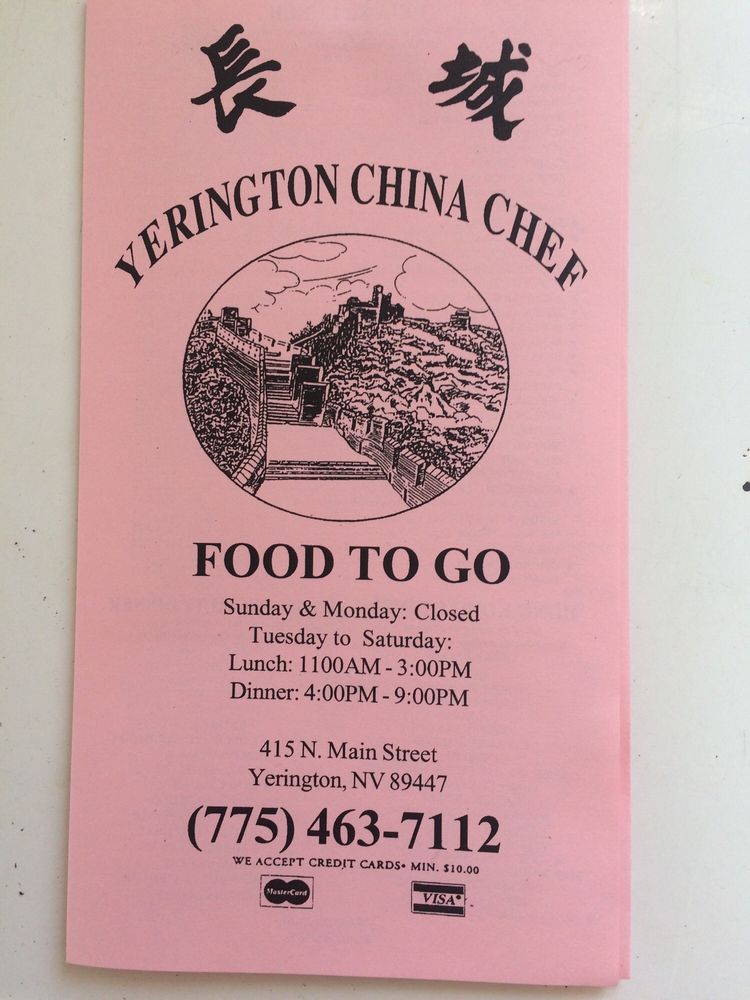 長 城
YERINGTON CHINA CHEF
FOOD TO GO
Sunday & Monday: Closed
Tuesday to Saturday:
Lunch: 1100AM - 3:00PM
Dinner: 4:00PM - 9:00PM
415 N. Main Street
Yerington, NV 89447
(775) 463-7112
WE ACCEPT CREDIT CARDS• MIN. $10.00
MasterCard VISA